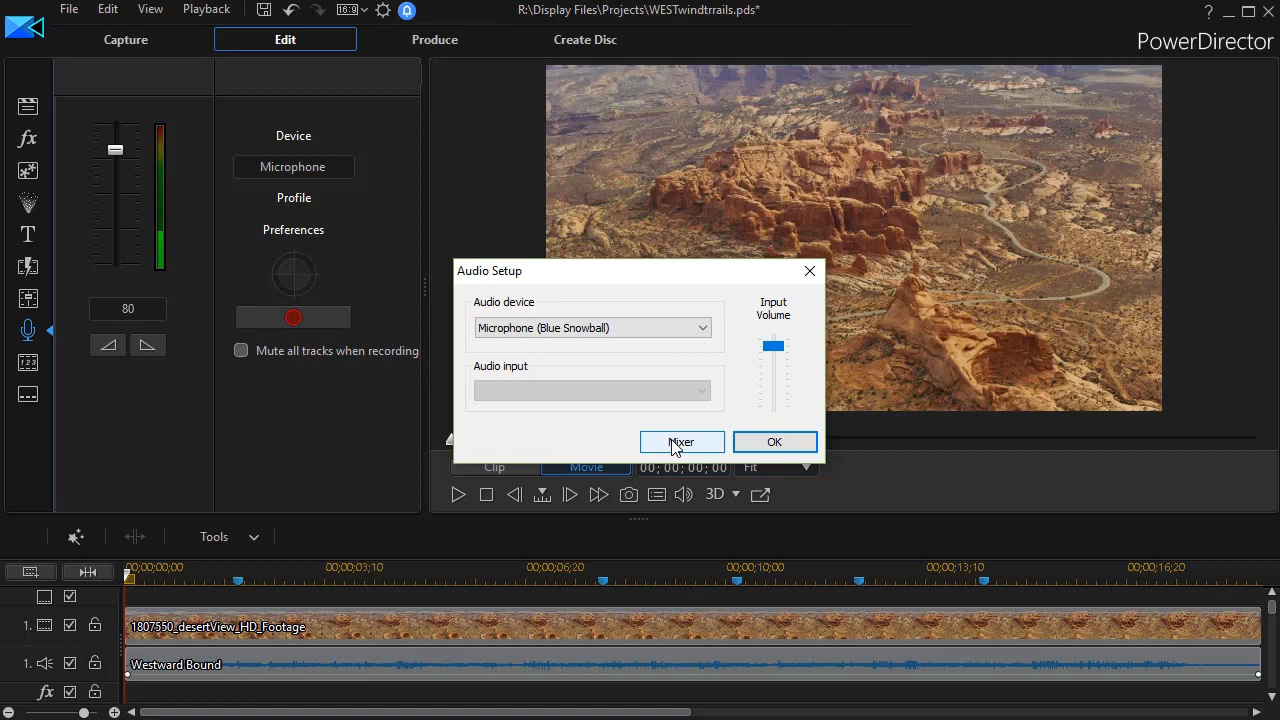 File Edit View Playback 16:9 R:\Display Files\Projects\WESTwindtrrails.pds* ?
Capture Edit Produce Create Disc PowerDirector
Device
Microphone
Profile
Preferences
80
Mute all tracks when recording
Audio Setup
Audio device
Microphone (Blue Snowball)
Audio input
Input
Volume
Mixer OK
Clip Movie 00; 00; 00; 00 Fit
3D
fx
T
Tools
00;00;00;00 00;00;03;10 00;00;06;20 00;00;10;00 00;00;13;10 00;00;16;20
1. 1807550_desertView_HD_Footage
1. Westward Bound
fx